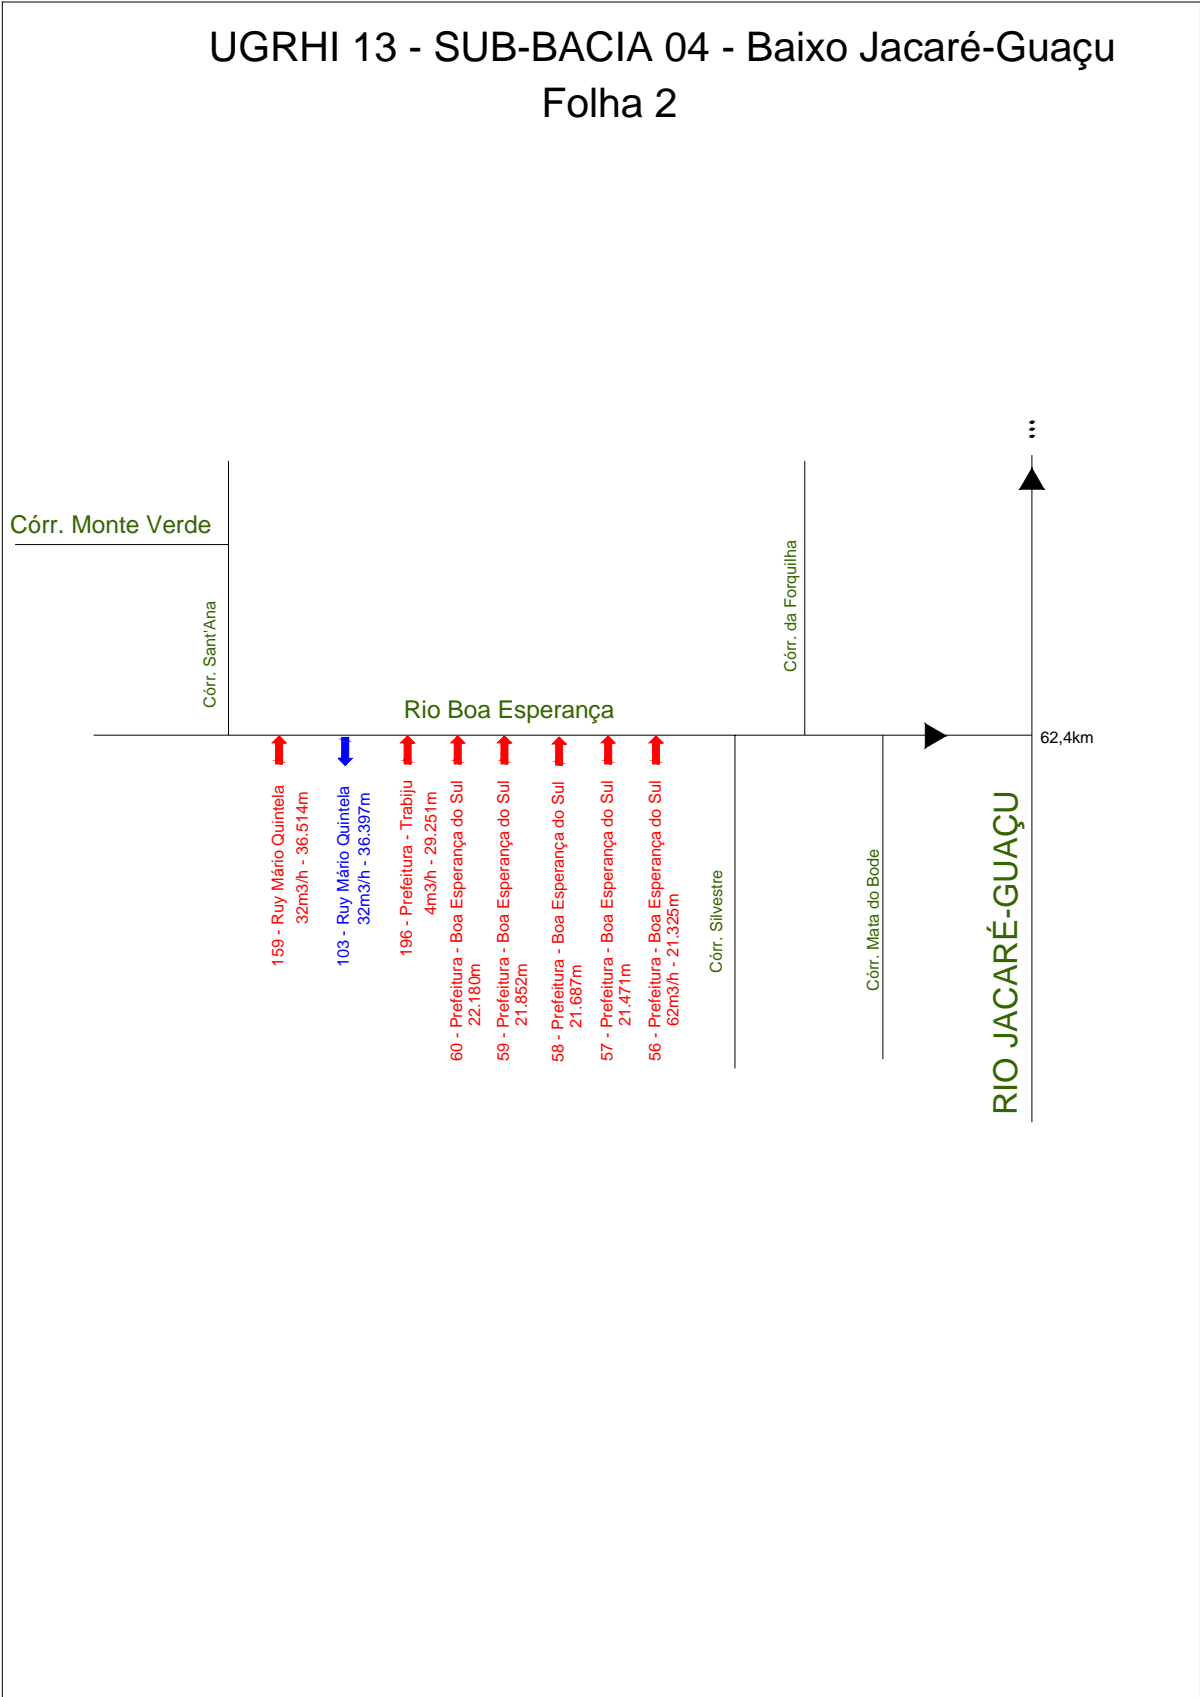 UGRHI 13 - SUB-BACIA 04 - Baixo Jacaré-Guaçu
Folha 2
...
Córr. Monte Verde
Córr. Sant'Ana
Córr. da Forquilha
Rio Boa Esperança
62,4km
159 - Ruy Mário Quintela
32m3/h - 36.514m
103 - Ruy Mário Quintela
32m3/h - 36.397m
196 - Prefeitura - Trabiju
4m3/h - 29.251m
60 - Prefeitura - Boa Esperança do Sul
22.180m
59 - Prefeitura - Boa Esperança do Sul
21.852m
58 - Prefeitura - Boa Esperança do Sul
21.687m
57 - Prefeitura - Boa Esperança do Sul
21.471m
56 - Prefeitura - Boa Esperança do Sul
62m3/h - 21.325m
Córr. Silvestre
Córr. Mata do Bode
RIO JACARÉ-GUAÇU